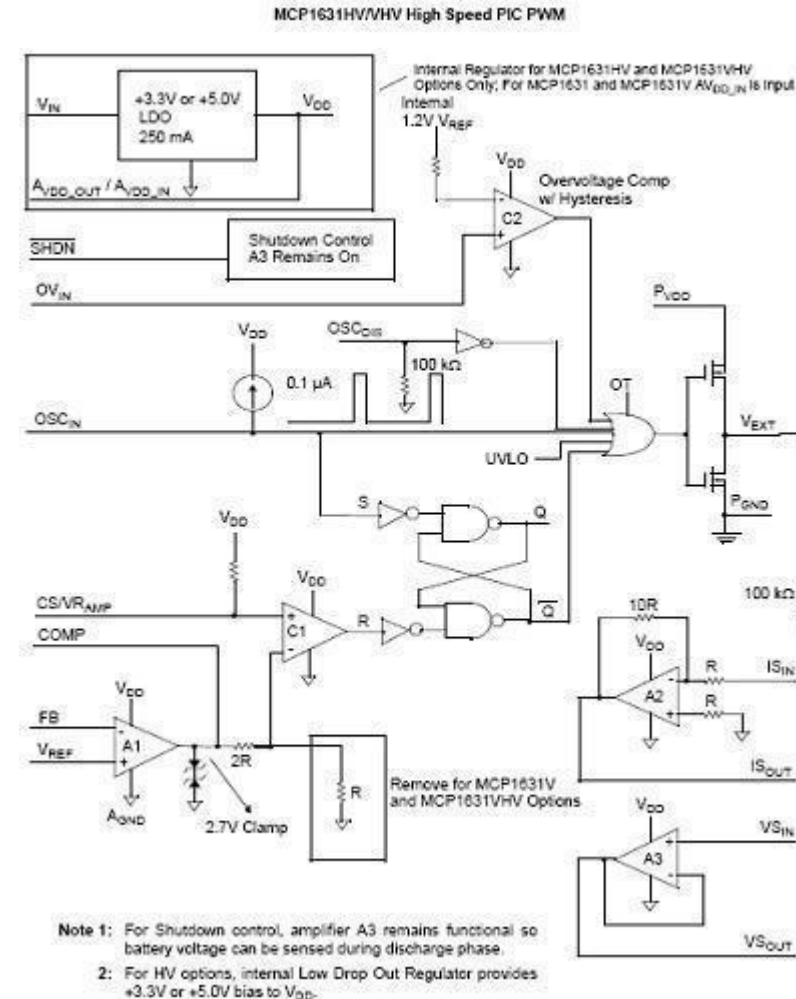 MCP1631HV/VHV High Speed PIC PWM
Internal Regulator for MCP1631HV and MCP1631VHV
Options Only; For MCP1631 and MCP1631V AVDD_IN is input
VIN
+3.3V or +5.0V
LDO
250 mA
VDD
AVDD_OUT / AVDD_IN
Internal
1.2V VREF
VDD
C2
-
+
Overvoltage Comp
w/ Hysteresis
SHDN
Shutdown Control
A3 Remains On
OVIN
PVDD
VDD
OSCDIS
100 kΩ
0.1 µA
OT
OSCIN
VEXT
UVLO
PGND
S
Q
VDD
VDD
CS/VRAMP
+
C1
-
R
Q
100 kΩ
COMP
10R
VDD
R
ISIN
-
A2
+
R
VDD
FB
-
A1
VREF
+
2R
AGND
2.7V Clamp
R
Remove for MCP1631V
and MCP1631VHV Options
ISOUT
VDD
VSIN
+
A3
-
VSOUT
Note 1: For Shutdown control, amplifier A3 remains functional so
battery voltage can be sensed during discharge phase.
2: For HV options, internal Low Drop Out Regulator provides
+3.3V or +5.0V bias to VDD.